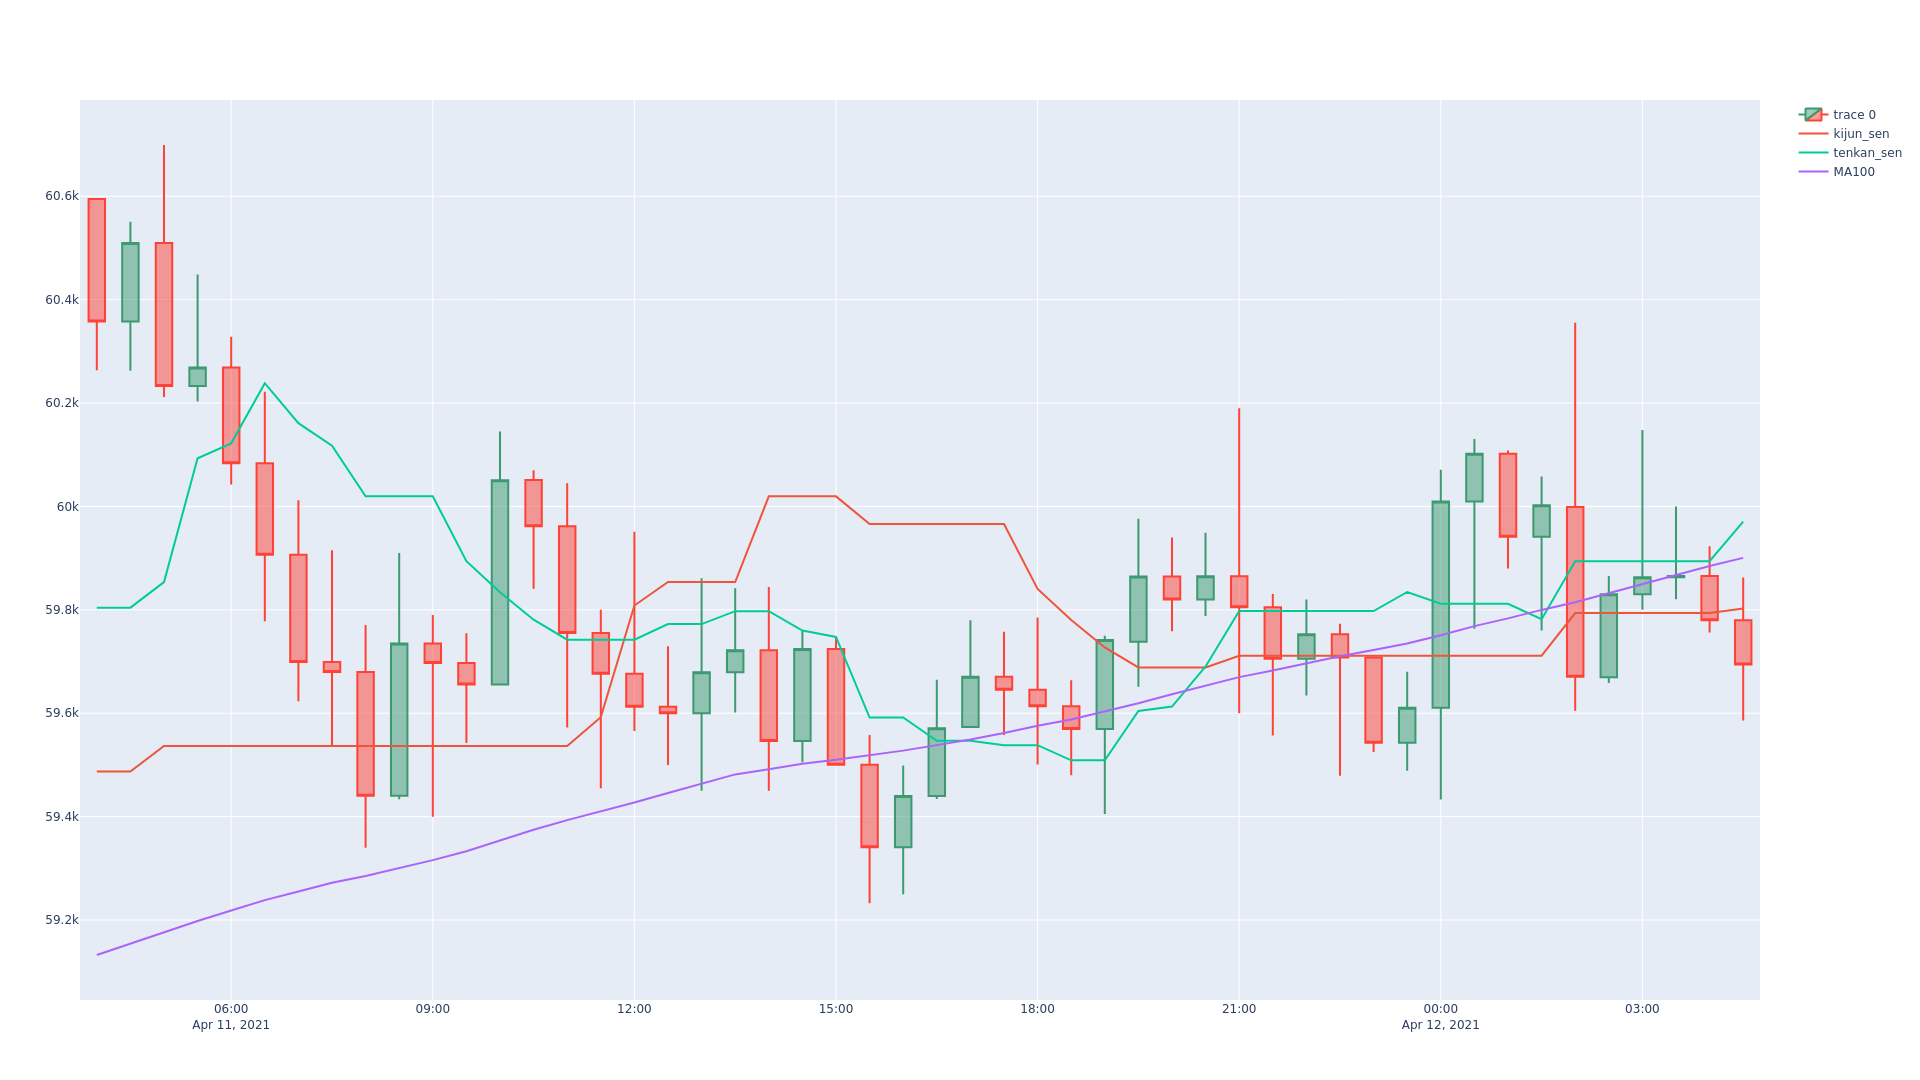 trace 0
kijun_sen
tenkan_sen
MA100
60.6k
60.4k
60.2k
60k
59.8k
59.6k
59.4k
59.2k
06:00
Apr 11, 2021
09:00
12:00
15:00
18:00
21:00
00:00
Apr 12, 2021
03:00